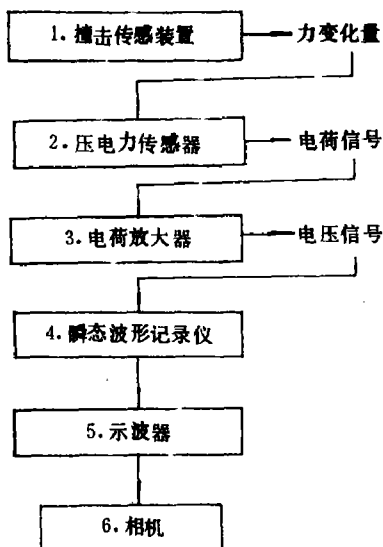 1.撞击传感装置
力变化量
2.压电力传感器
电荷信号
3.电荷放大器
电压信号
4.瞬态波形记录仪
5.示波器
6.相机